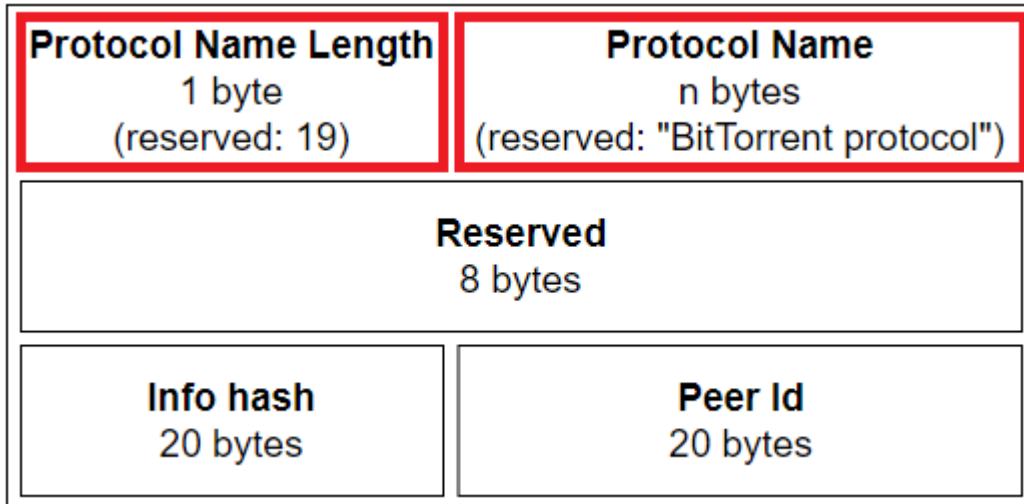 Protocol Name Length
1 byte
(reserved: 19)
Protocol Name
n bytes
(reserved: "BitTorrent protocol")
Reserved
8 bytes
Info hash
20 bytes
Peer Id
20 bytes